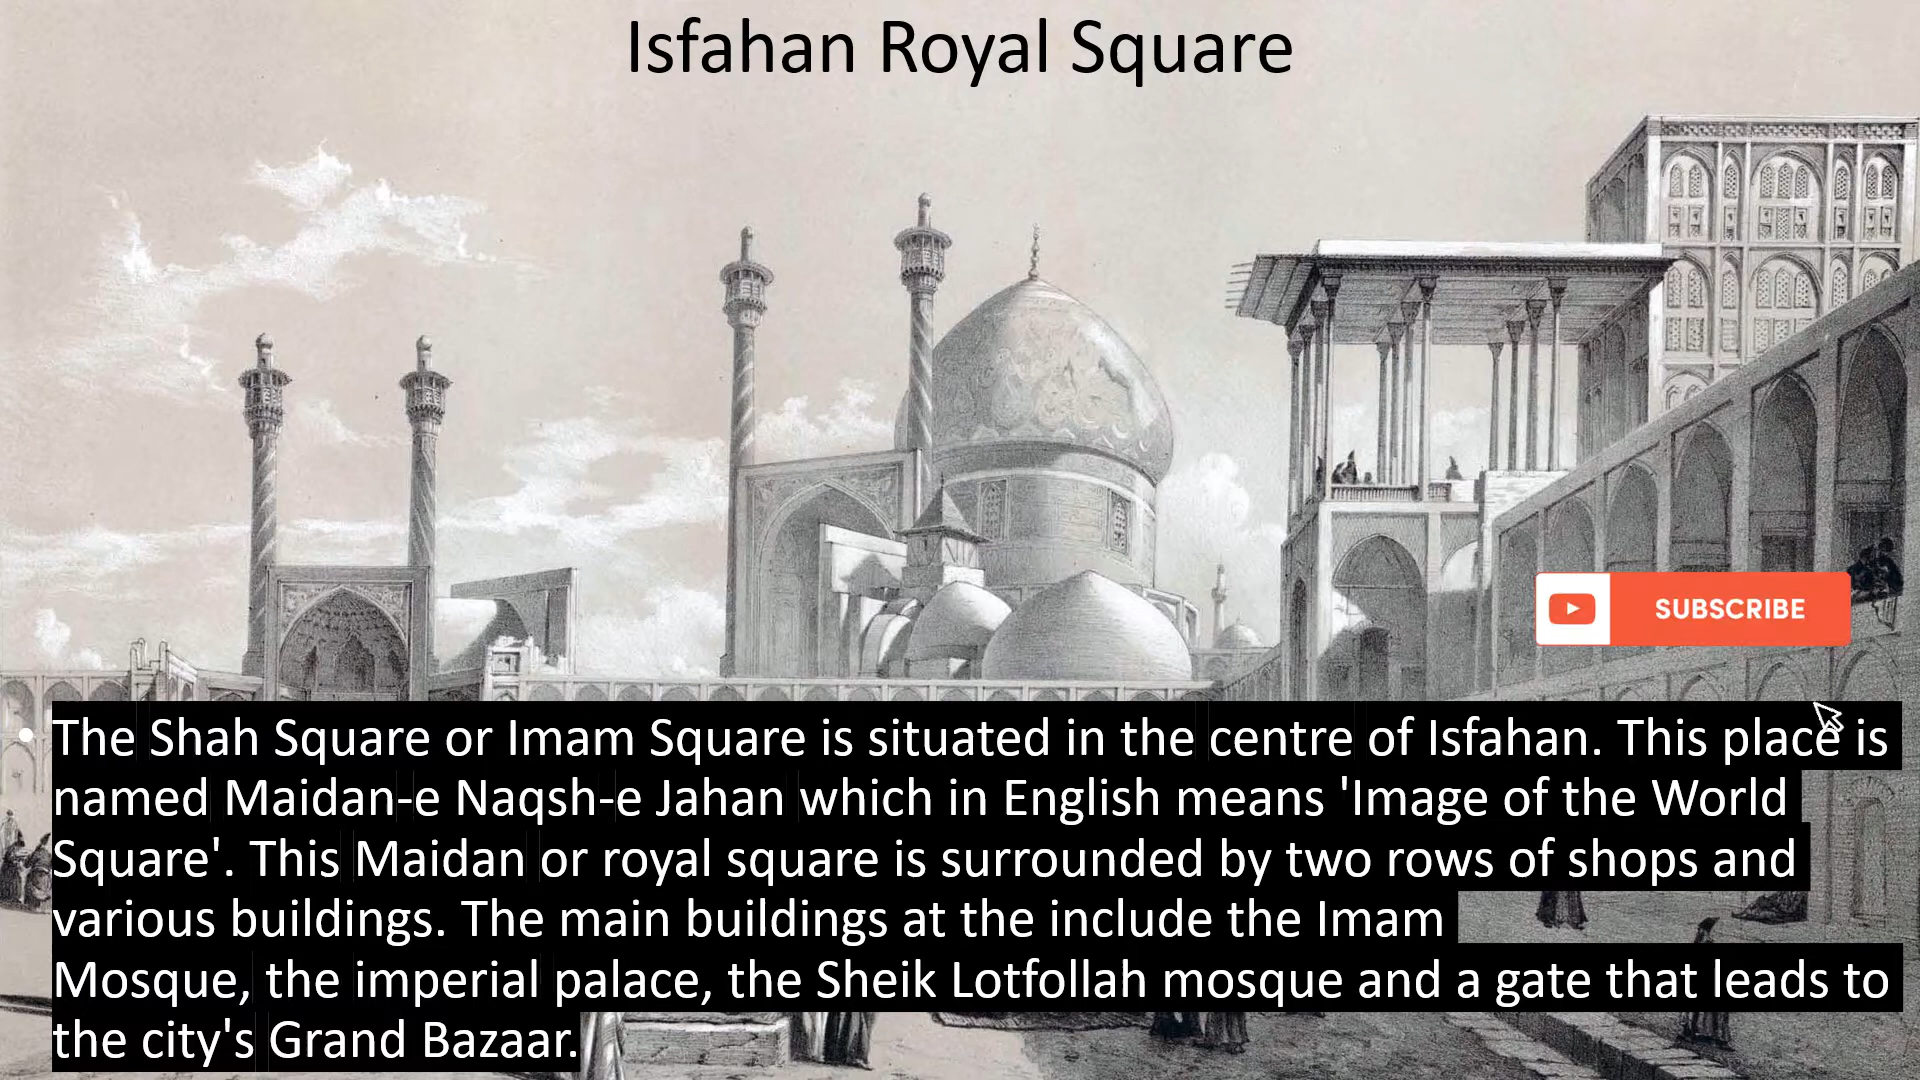 Isfahan Royal Square
SUBSCRIBE
• The Shah Square or Imam Square is situated in the centre of Isfahan. This place is
named Maidan-e Naqsh-e Jahan which in English means 'Image of the World
Square'. This Maidan or royal square is surrounded by two rows of shops and
various buildings. The main buildings at the include the Imam
Mosque, the imperial palace, the Sheik Lotfollah mosque and a gate that leads to
the city's Grand Bazaar.